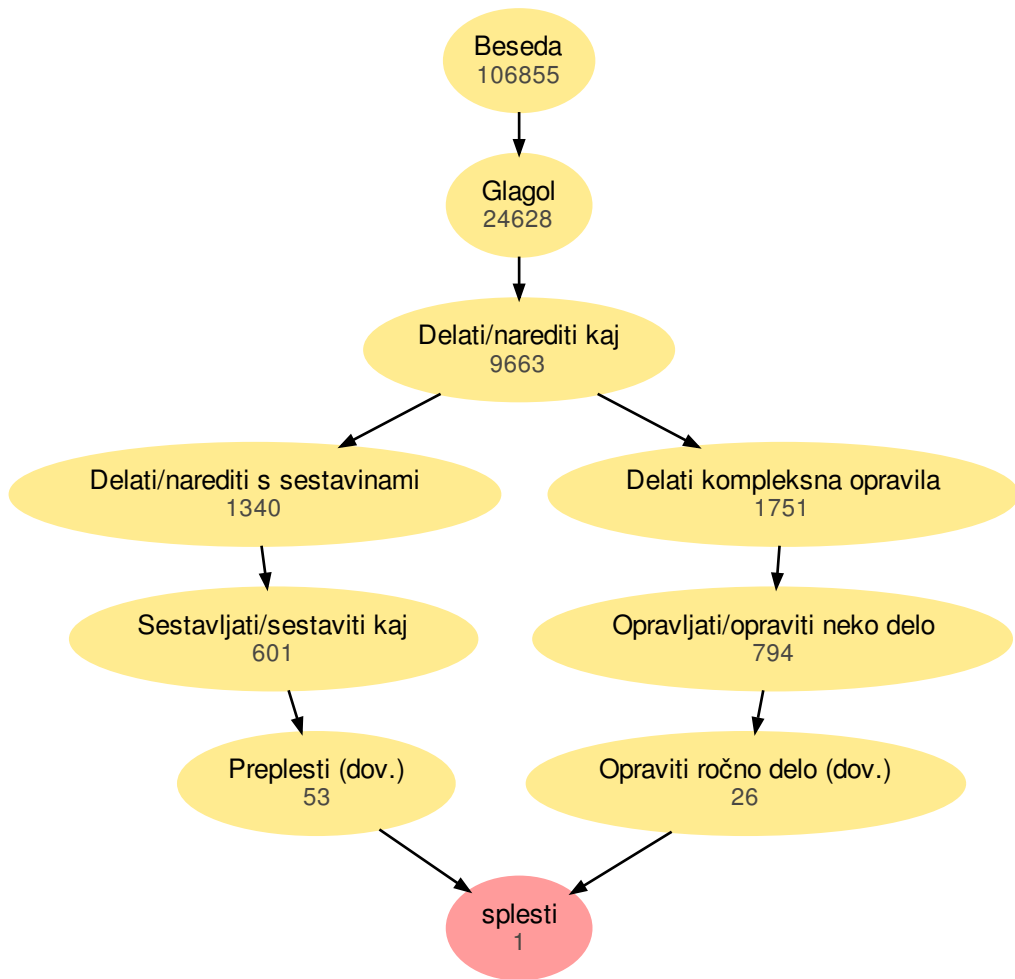 Beseda
106855
Glagol
24628
Delati/narediti kaj
9663
Delati/narediti s sestavinami
1340
Delati kompleksna opravila
1751
Sestavljati/sestaviti kaj
601
Opravljati/opraviti neko delo
794
Preplesti (dov.)
53
Opraviti ročno delo (dov.)
26
splesti
1